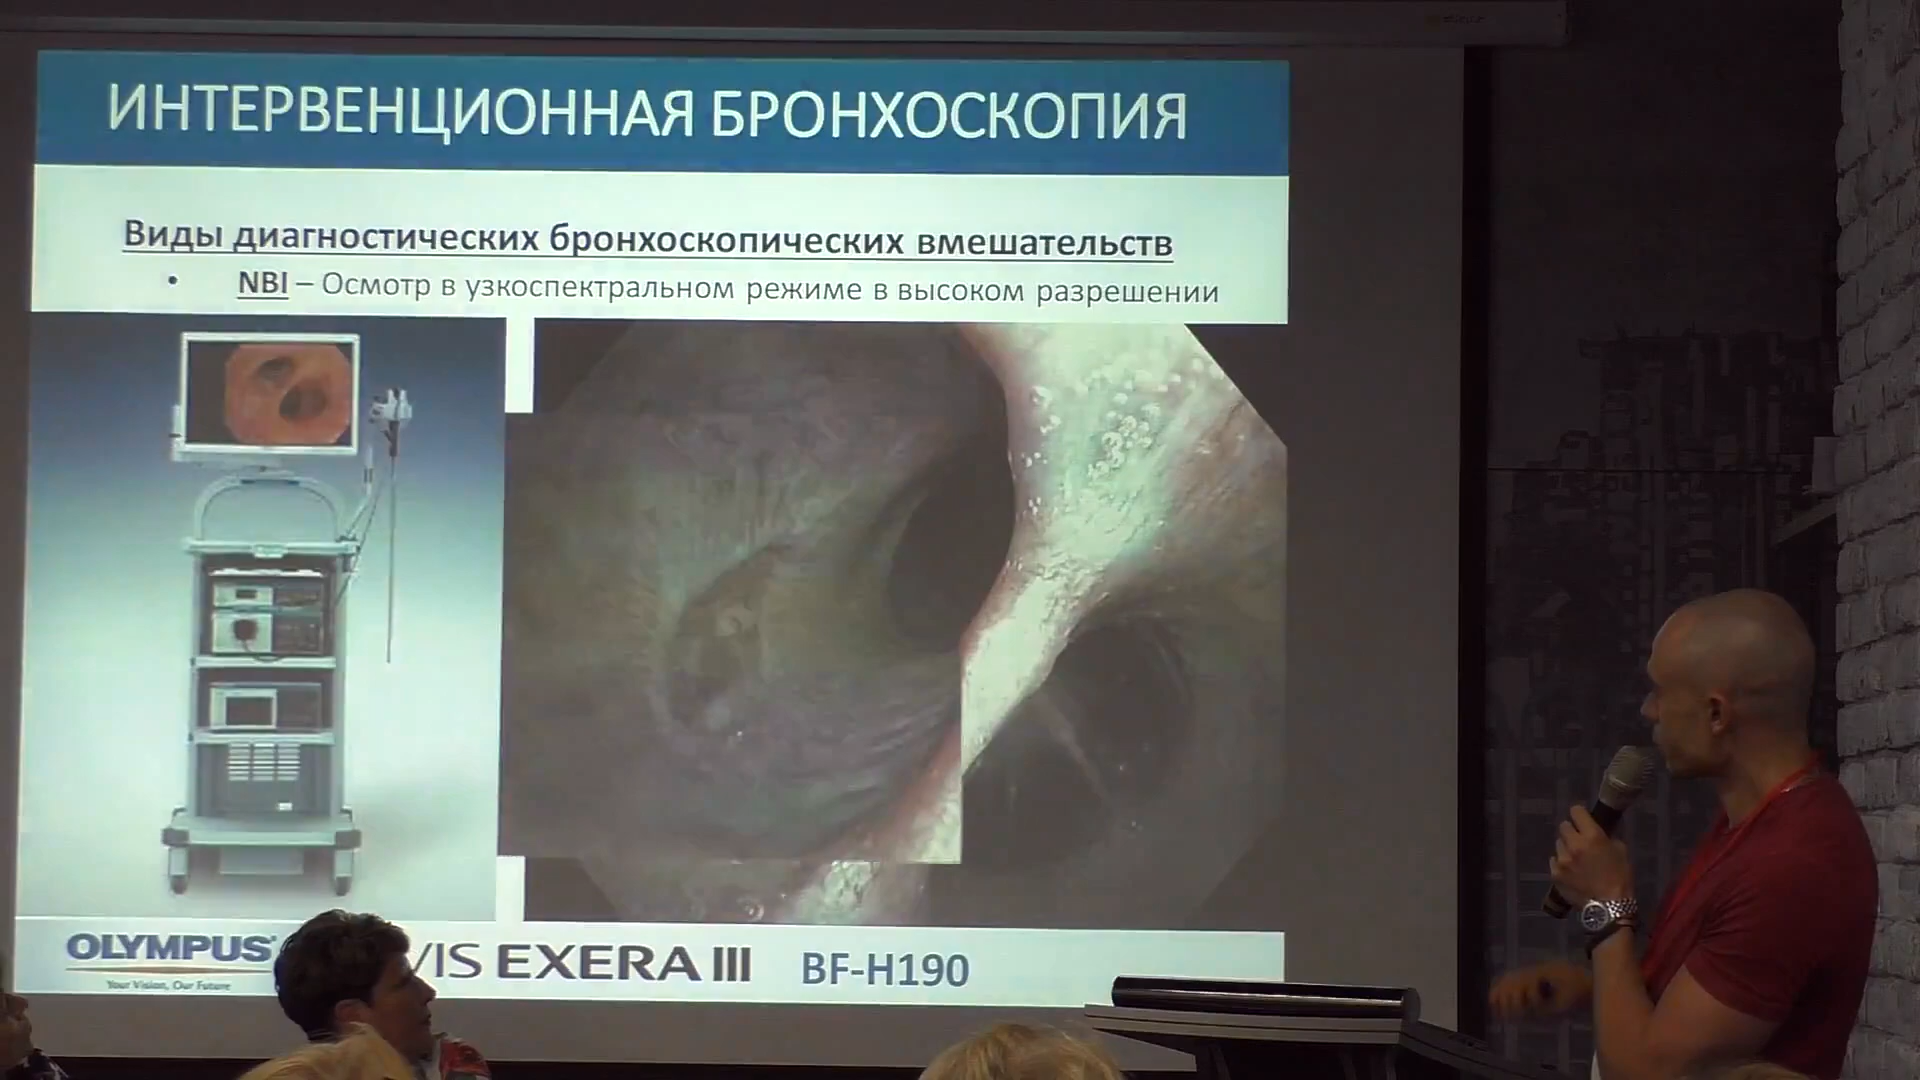 ИНТЕРВЕНЦИОННАЯ БРОНХОСКОПИЯ
Виды диагностических бронхоскопических вмешательств
• NBI – Осмотр в узкоспектральном режиме в высоком разрешении
OLYMPUS
Your Vision, Our Future
VIS EXERA III
BF-H190